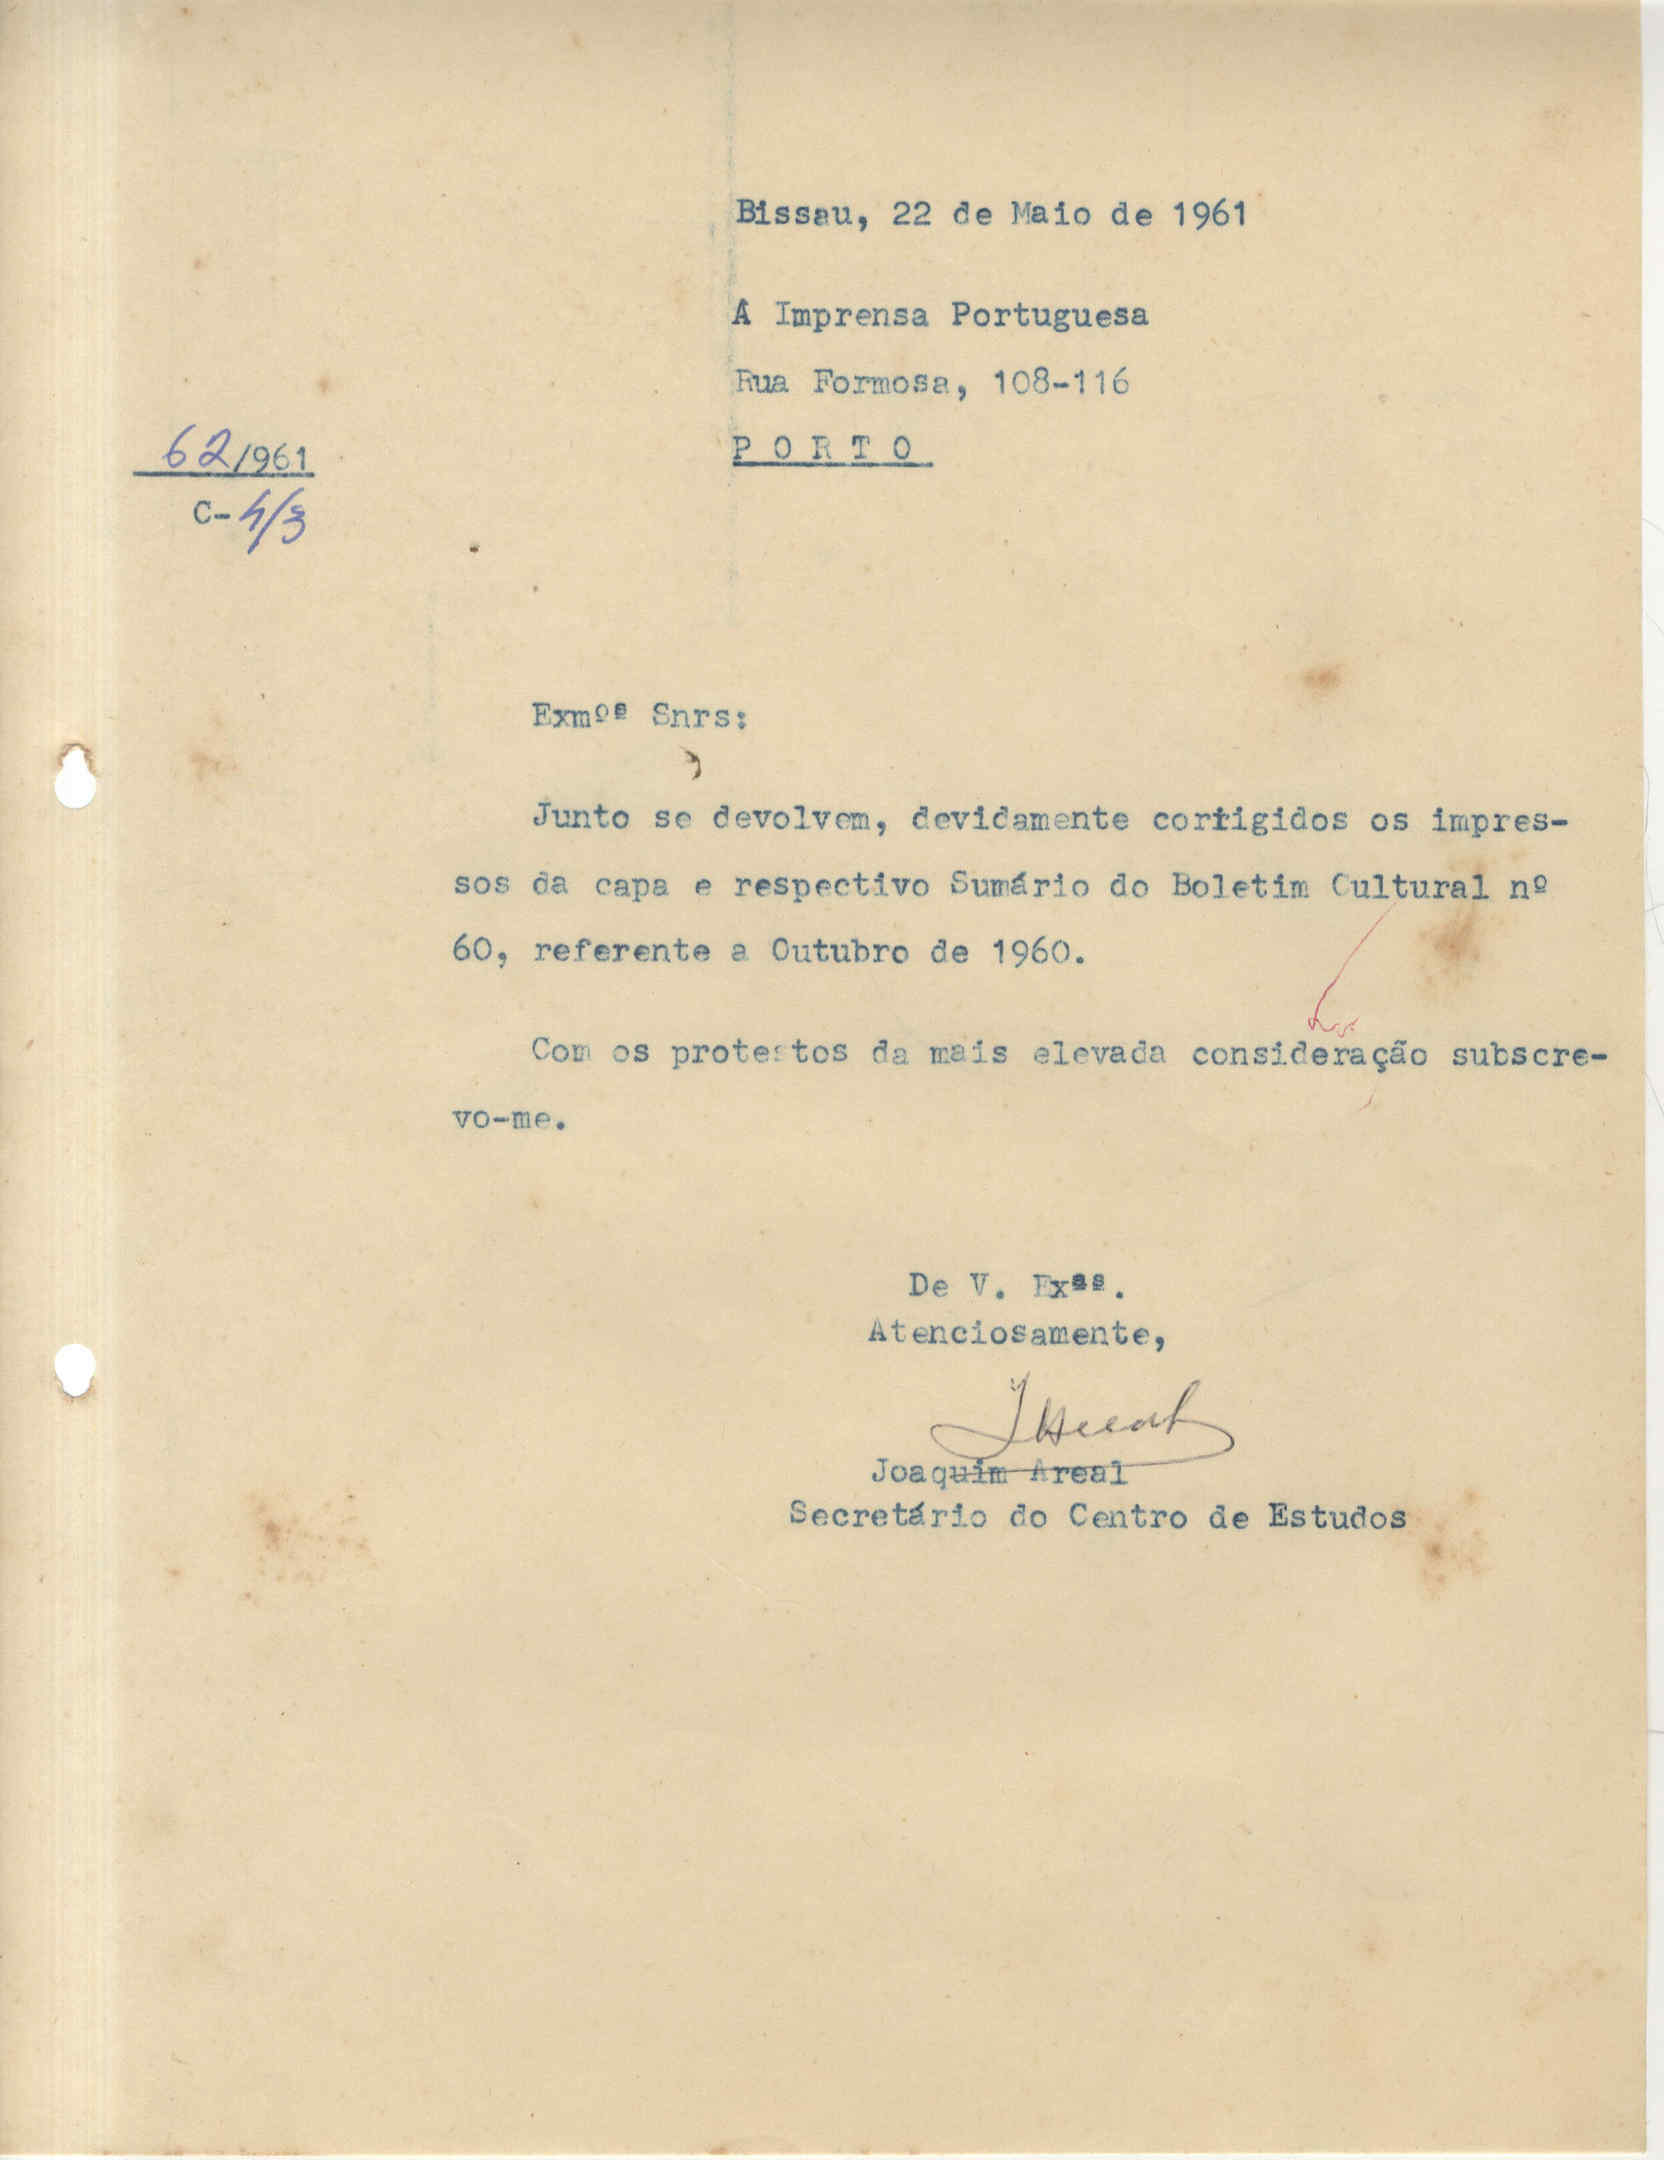 Bissau, 22 de Maio de 1961
À Imprensa Portuguesa
Rua Formosa, 108-116
P O R T O
62/961
C-4/3
Exmºs Snrs:
Junto se devolvem, devidamente corrigidos os impres-
sos da capa e respectivo Sumário do Boletim Cultural nº
60, referente a Outubro de 1960.
Com os protestos da mais elevada consideração subscre-
vo-me.
De V. Exªs.
Atenciosamente,
J Areal
Joaquim Areal
Secretário do Centro de Estudos